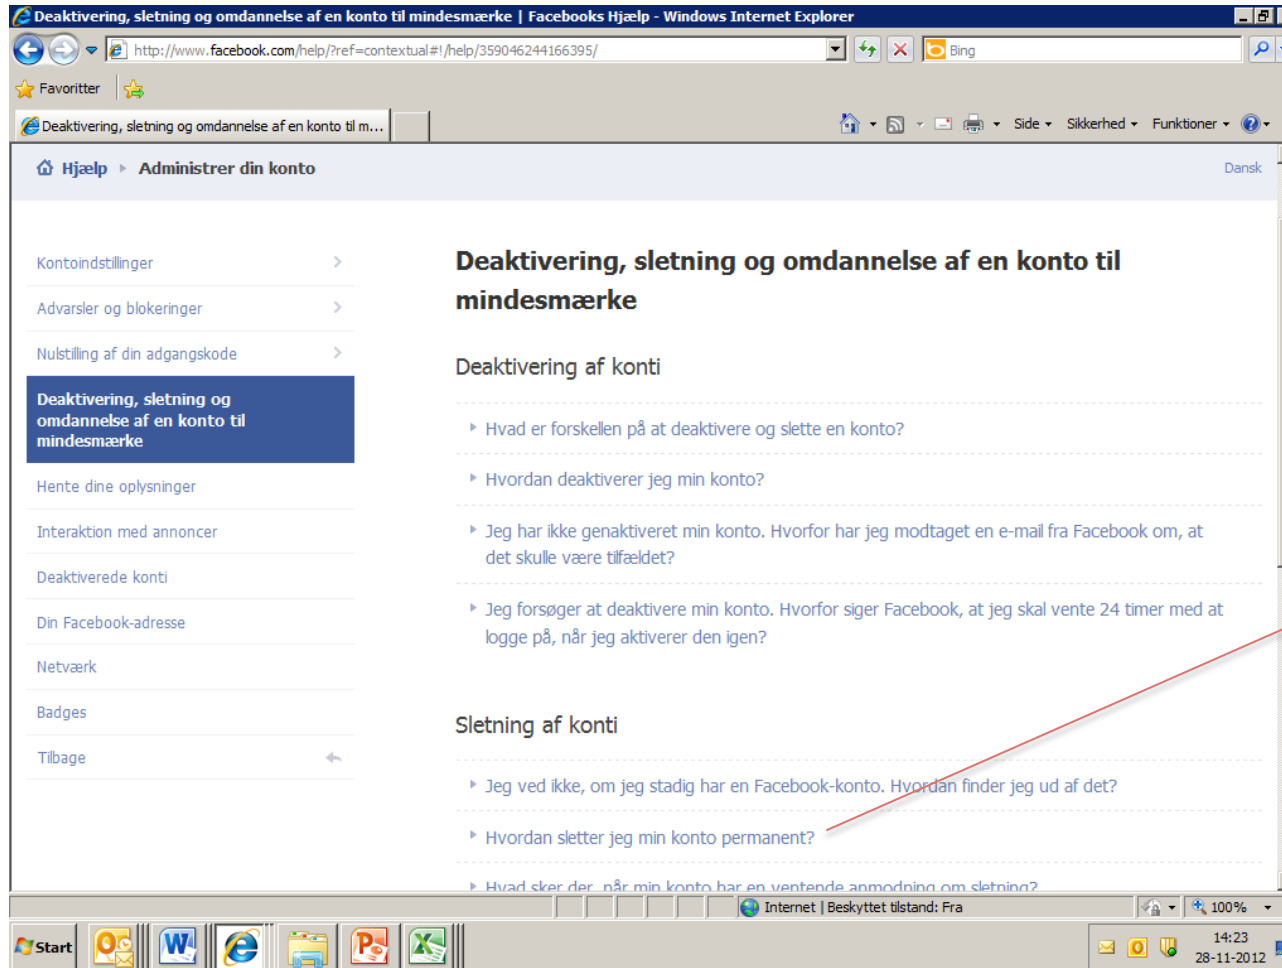 Deaktivering, sletning og omdannelse af en konto til mindesmærke | Facebooks Hjælp - Windows Internet Explorer
http://www.facebook.com/help/?ref=contextual#!/help/359046244166395/
Bing
Favoritter
Deaktivering, sletning og omdannelse af en konto til m...
Side
Sikkerhed
Funktioner
Hjælp
Administrer din konto
Dansk
Kontoindstillinger
Advarsler og blokeringer
Nulstilling af din adgangskode
Deaktivering, sletning og
omdannelse af en konto til
mindesmærke
Hente dine oplysninger
Interaktion med annoncer
Deaktiverede konti
Din Facebook-adresse
Netværk
Badges
Tilbage
Deaktivering, sletning og omdannelse af en konto til
mindesmærke
Deaktivering af konti
Hvad er forskellen på at deaktivere og slette en konto?
Hvordan deaktiverer jeg min konto?
Jeg har ikke genaktiveret min konto. Hvorfor har jeg modtaget en e-mail fra Facebook om, at
det skulle være tilfældet?
Jeg forsøger at deaktivere min konto. Hvorfor siger Facebook, at jeg skal vente 24 timer med at
logge på, når jeg aktiverer den igen?
Sletning af konti
Jeg ved ikke, om jeg stadig har en Facebook-konto. Hvordan finder jeg ud af det?
Hvordan sletter jeg min konto permanent?
Hvad sker der, når min konto har en ventende anmodning om sletning?
Internet | Beskyttet tilstand: Fra
100%
Start
14:23
28-11-2012